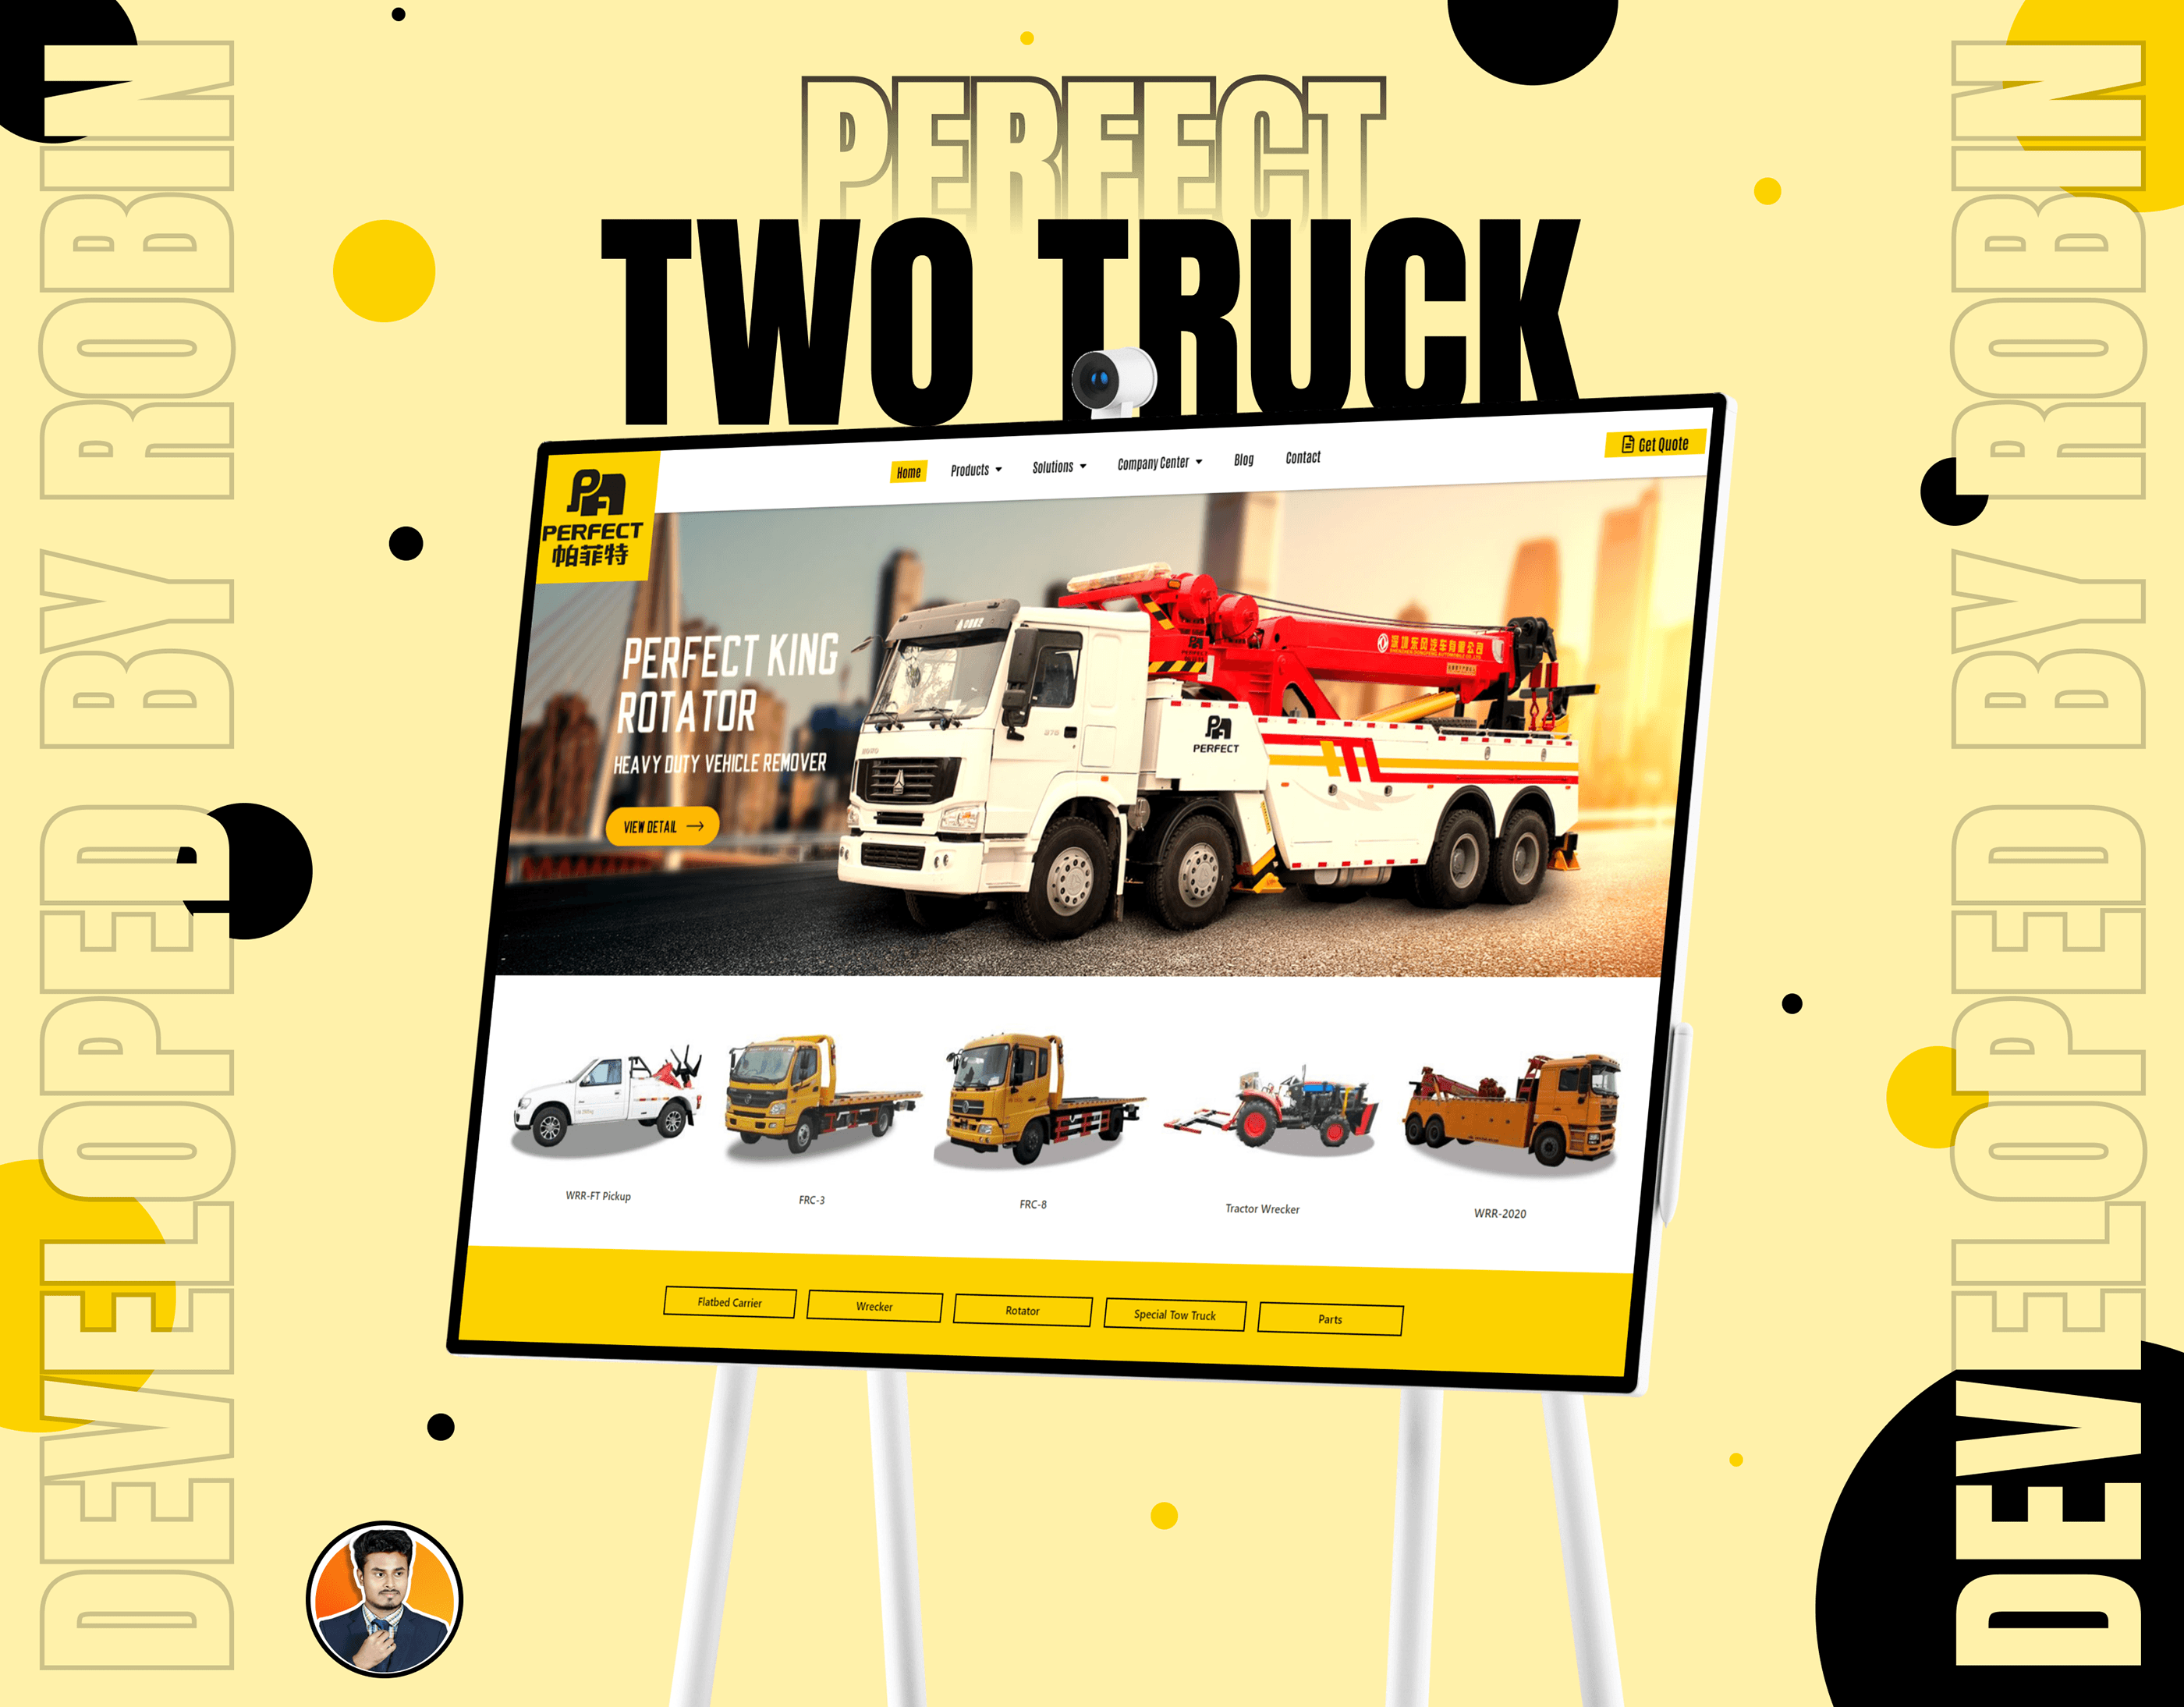 DEVELOPED BY ROBIN
PERFECT
TWO TRUCK
PERFECT
帕菲特
Home
Products
Solutions
Company Center
Blog
Contact
Get Quote
PERFECT KING
ROTATOR
HEAVY DUTY VEHICLE REMOVER
VIEW DETAIL
PERFECT
WRR-FT Pickup
FRC-3
FRC-8
Tractor Wrecker
WRR-2020
Flatbed Carrier
Wrecker
Rotator
Special Tow Truck
Parts
DEVELOPED BY ROBIN